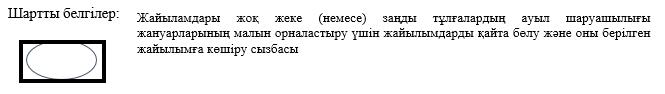 Шартты белгілер:
Жайыламдары жоқ жеке (немесе) заңды тұлғалардың ауыл шаруашылығы
жануарларының малын орналастыру үшін жайылымдарды қайта бөлу және оны берілген
жайылымға көшіру сызбасы